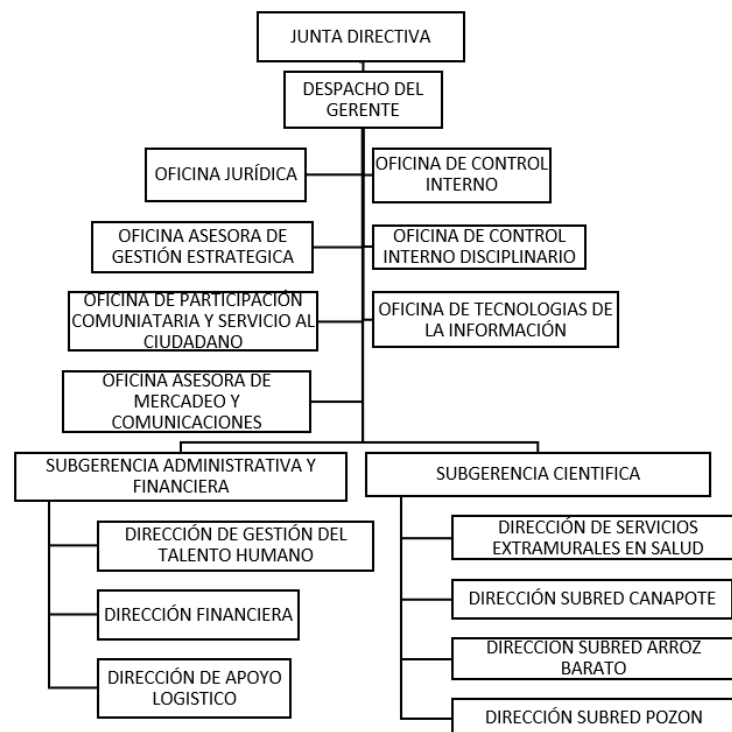 JUNTA DIRECTIVA
DESPACHO DEL
GERENTE
OFICINA JURÍDICA
OFICINA DE CONTROL
INTERNO
OFICINA ASESORA DE
GESTIÓN ESTRATEGICA
OFICINA DE CONTROL
INTERNO DISCIPLINARIO
OFICINA DE PARTICIPACIÓN
COMUNIATARIA Y SERVICIO AL
CIUDADANO
OFICINA DE TECNOLOGIAS DE
LA INFORMACIÓN
OFICINA ASESORA DE
MERCADEO Y
COMUNICACIONES
SUBGERENCIA ADMINISTRATIVA Y
FINANCIERA
DIRECCIÓN DE GESTIÓN DEL
TALENTO HUMANO
DIRECCIÓN FINANCIERA
DIRECCIÓN DE APOYO
LOGISTICO
SUBGERENCIA CIENTIFICA
DIRECCIÓN DE SERVICIOS
EXTRAMURALES EN SALUD
DIRECCIÓN SUBRED CANAPOTE
DIRECCION SUBRED ARROZ
BARATO
DIRECCIÓN SUBRED POZON